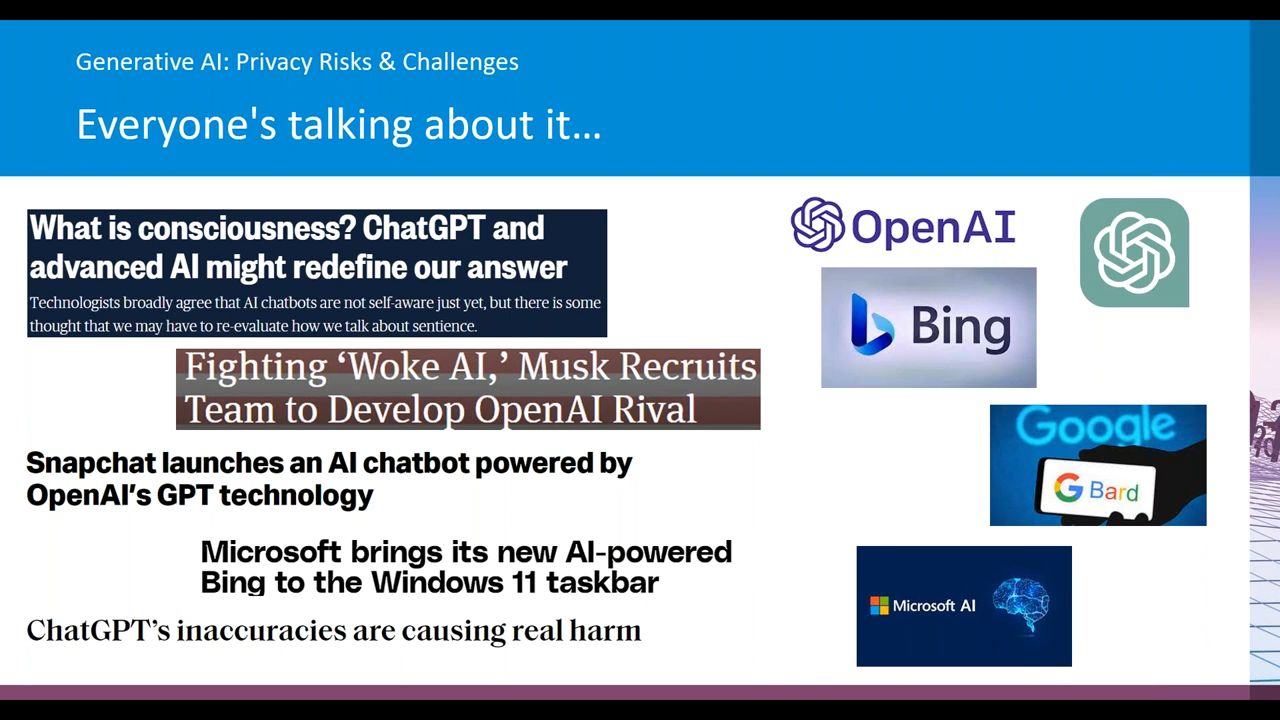 Generative AI: Privacy Risks & Challenges
Everyone's talking about it...
What is consciousness? ChatGPT and
advanced AI might redefine our answer
Technologists broadly agree that AI chatbots are not self-aware just yet, but there is some
thought that we may have to re-evaluate how we talk about sentience.
Fighting ‘Woke AI,’ Musk Recruits
Team to Develop OpenAI Rival
Snapchat launches an AI chatbot powered by
OpenAI’s GPT technology
Microsoft brings its new AI-powered
Bing to the Windows 11 taskbar
ChatGPT’s inaccuracies are causing real harm
OpenAI
Bing
Google
G Bard
Microsoft AI